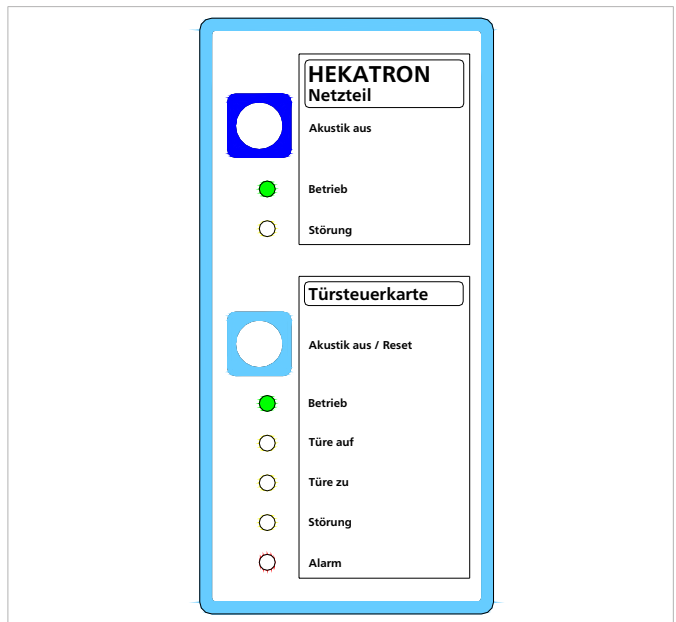 HEKATRON
Netzteil
Akustik aus
Betrieb
Störung
Türsteuerkarte
Akustik aus / Reset
Betrieb
Türe auf
Türe zu
Störung
Alarm